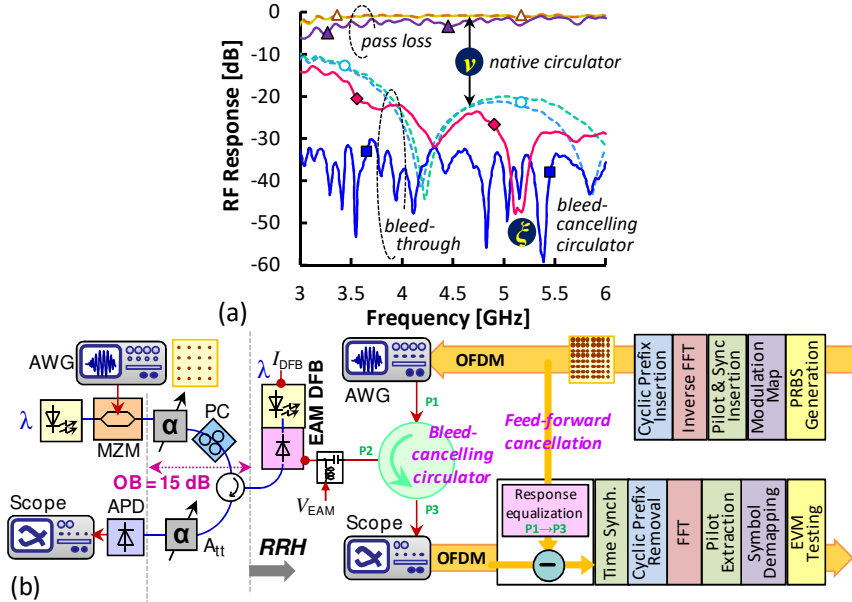 0
-10
-20
-30
-40
-50
-60
RF Response [dB]
3
3.5
4
4.5
5
5.5
6
Frequency [GHz]
pass loss
ν
native circulator
bleed-
through
ξ
bleed-
cancelling
circulator
(a)
AWG
λ
MZM
α
PC
OB = 15 dB
Scope
APD
α
Att
λ
IDFB
EAM DFB
VEAM
RRH
(b)
AWG
OFDM
P1
P2
Bleed-
cancelling
circulator
P3
Scope
OFDM
Feed-forward
cancellation
Response
equalization
P1→P3
−
Cyclic Prefix
Insertion
Inverse FFT
Pilot & Sync
Insertion
Modulation
Map
PRBS
Generation
Time Synch.
Cyclic Prefix
Removal
FFT
Pilot
Extraction
Symbol
Demapping
EVM
Testing